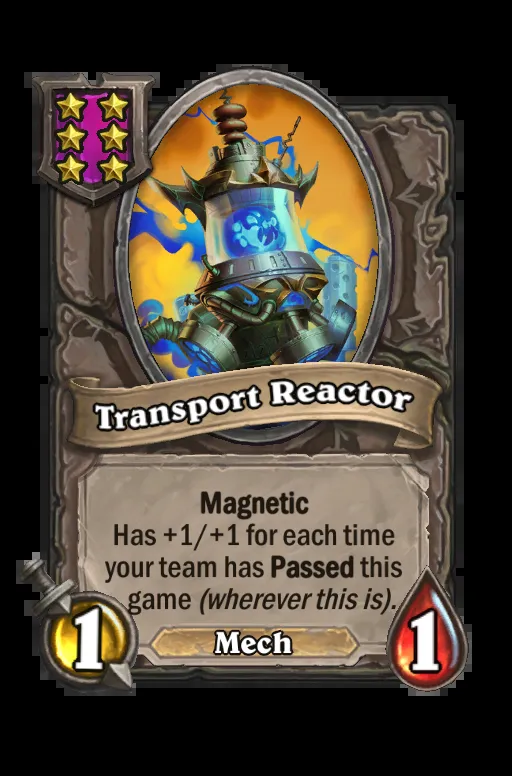 Transport Reactor
Magnetic
Has +1/+1 for each time
your team has Passed this
game (wherever this is).
1
Mech
1